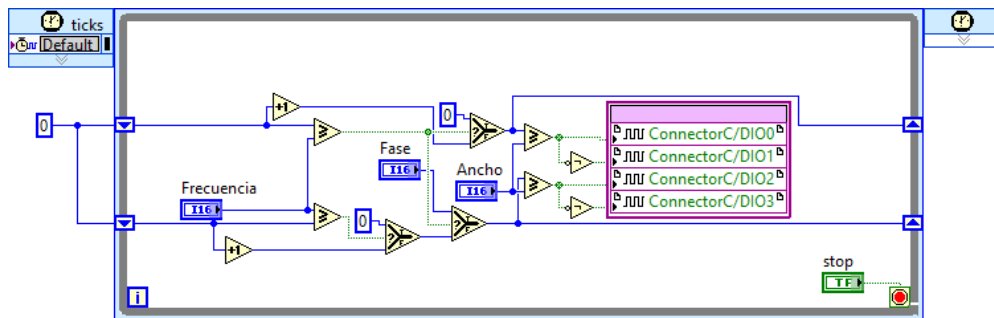 ticks
Default
0
+1
≥
0
?
T
F
≥
ConnectorC/DIO0
Fase
I16
Ancho
I16
ConnectorC/DIO1
≥
ConnectorC/DIO2
Frecuencia
I16
ConnectorC/DIO3
≥
0
?
T
F
?
T
F
+1
stop
TF
i